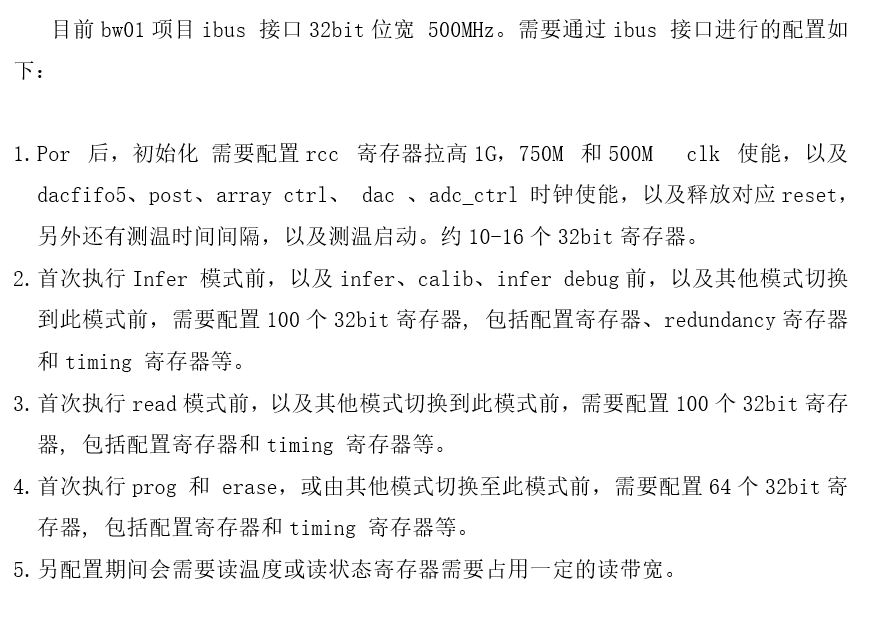 目前 bw01 项目 ibus 接口 32bit 位宽 500MHz。需要通过 ibus 接口进行的配置如
下：
1. Por 后，初始化 需要配置 rcc 寄存器拉高 1G，750M 和 500M clk 使能，以及
dacfifo5、post、array ctrl、 dac 、adc_ctrl 时钟使能，以及释放对应 reset，
另外还有测温时间间隔，以及测温启动。约 10-16 个 32bit 寄存器。
2. 首次执行 Infer 模式前，以及 infer、calib、infer debug 前，以及其他模式切换
到此模式前，需要配置 100 个 32bit 寄存器, 包括配置寄存器、redundancy 寄存器
和 timing 寄存器等。
3. 首次执行 read 模式前，以及其他模式切换到此模式前，需要配置 100 个 32bit 寄存
器, 包括配置寄存器和 timing 寄存器等。
4. 首次执行 prog 和 erase，或由其他模式切换至此模式前，需要配置 64 个 32bit 寄
存器, 包括配置寄存器和 timing 寄存器等。
5. 另配置期间会需要读温度或读状态寄存器需要占用一定的读带宽。